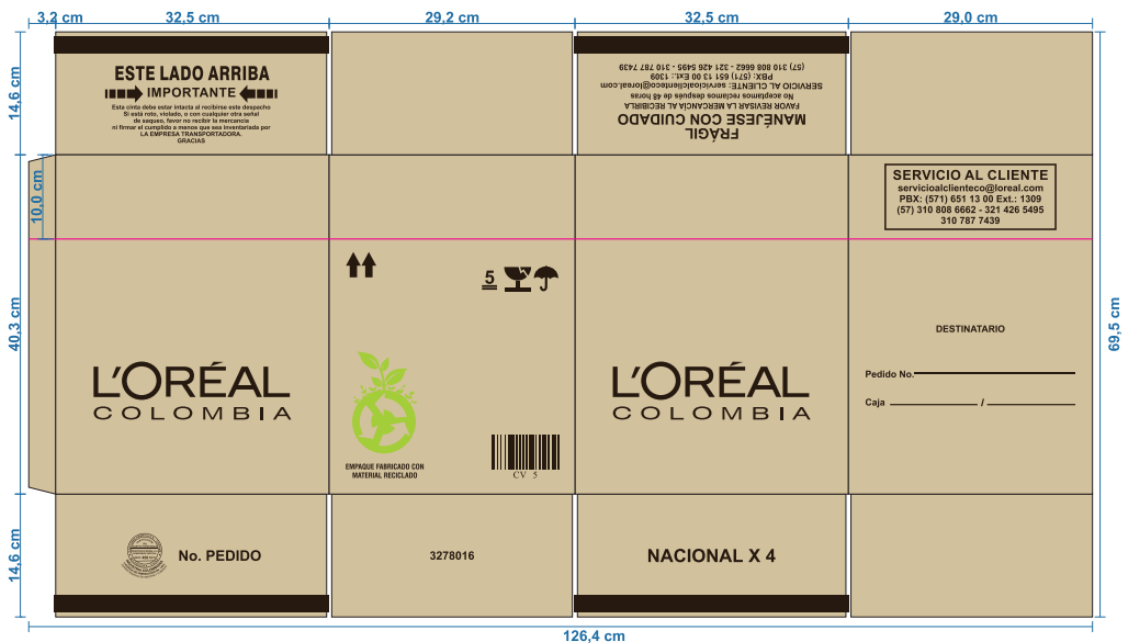 3,2 cm
32,5 cm
29,2 cm
32,5 cm
29,0 cm
14,6 cm
ESTE LADO ARRIBA
IMPORTANTE
Esta cinta debe estar intacta al recibirse este despacho
Si está roto, violado, o con cualquier otra señal
de saqueo, favor no recibir la mercancia
ni firmar el cumplido a menos que sea inventariada por
LA EMPRESA TRANSPORTADORA.
GRACIAS
FRÁGIL
MANÉJESE CON CUIDADO
FAVOR REVISAR LA MERCANCÍA AL RECIBIRLA
No aceptamos reclamos después de 48 horas
SERVICIO AL CLIENTE: servicioalclienteco@loreal.com
PBX: (571) 651 13 00 Ext.: 1309
(57) 310 808 6662 - 321 426 5495 - 310 787 7439
10,0 cm
SERVICIO AL CLIENTE
servicioalclienteco@loreal.com
PBX: (571) 651 13 00 Ext.: 1309
(57) 310 808 6662 - 321 426 5495
310 787 7439
40,3 cm
69,5 cm
L'ORÉAL
COLOMBIA
5
EMPAQUE FABRICADO CON
MATERIAL RECICLADO
CV 5
L'ORÉAL
COLOMBIA
DESTINATARIO
Pedido No.
Caja /
14,6 cm
No. PEDIDO
3278016
NACIONAL X 4
126,4 cm